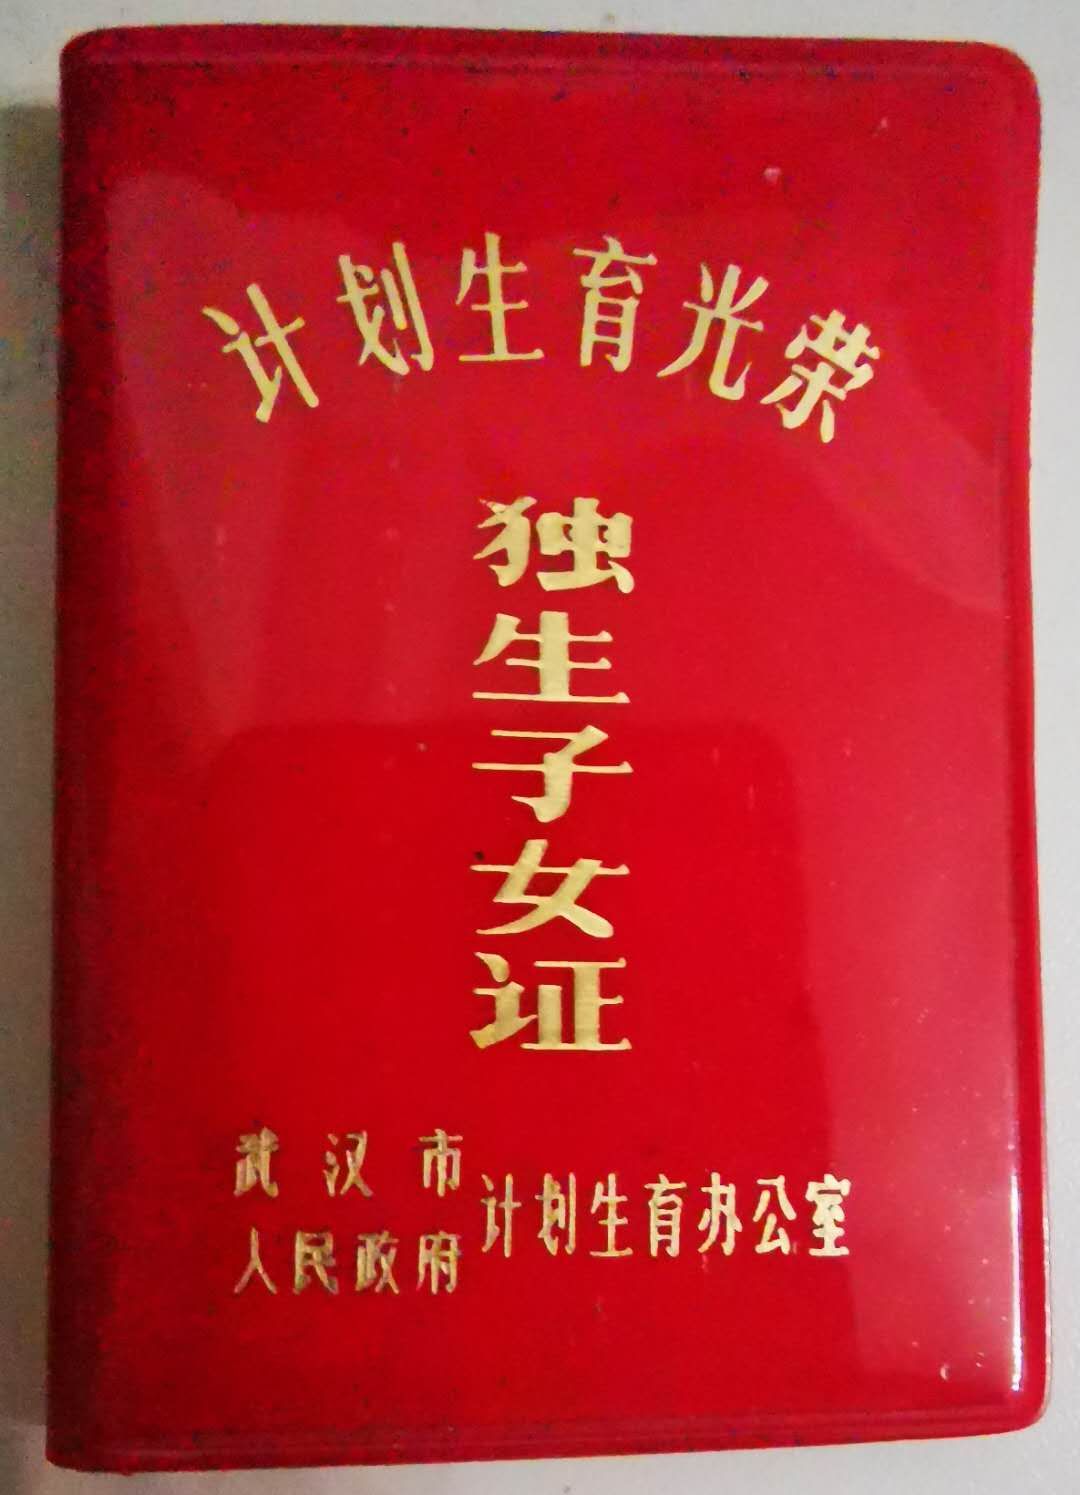 计划生育光荣
独生子女证
武汉市
人民政府
计划生育办公室